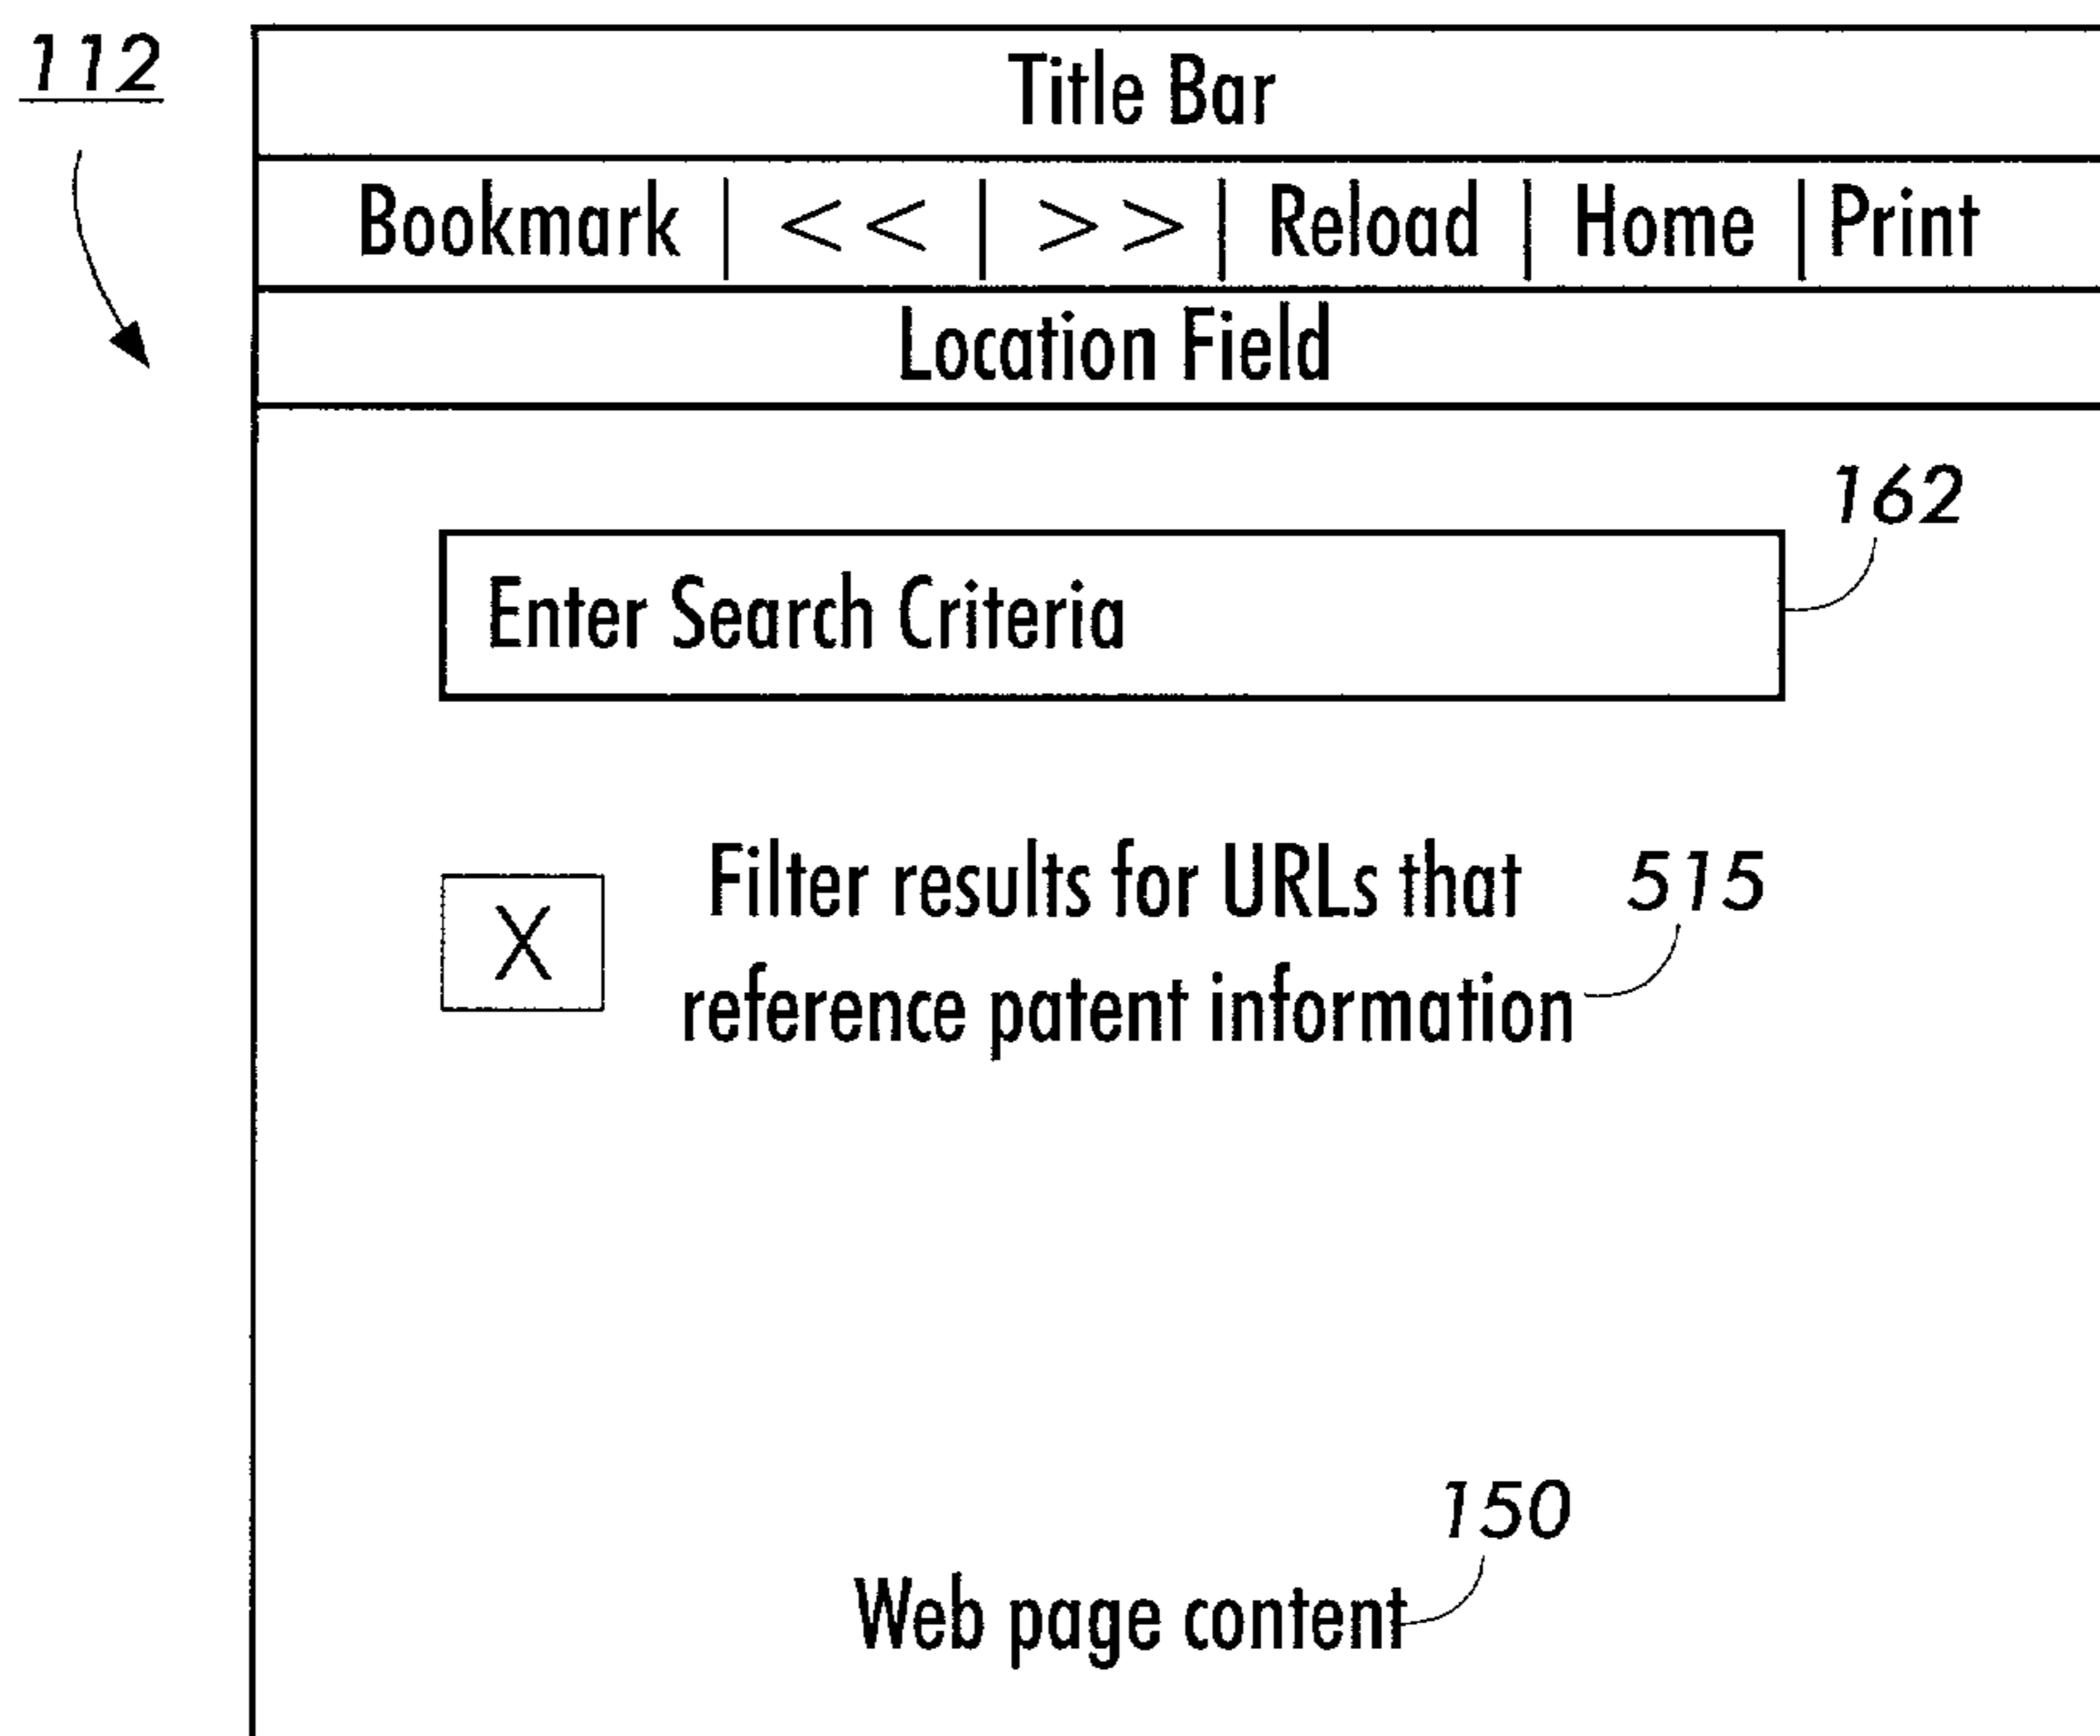 112
Title Bar
Bookmark | << | >> | Reload | Home | Print
Location Field
162
Enter Search Criteria
Filter results for URLs that
515
X
reference patent information
150
Web page content